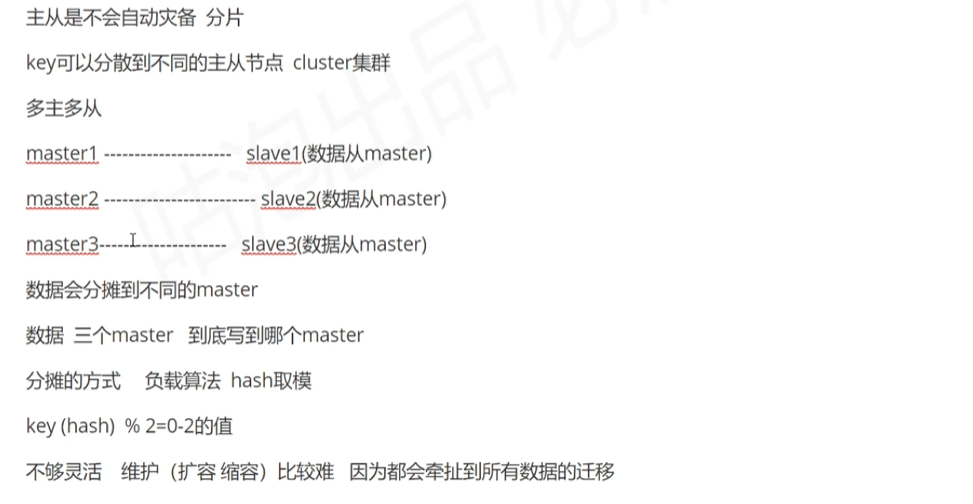 主从是不会自动灾备 分片
key可以分散到不同的主从节点 cluster集群
多主多从
master1 --------------------- slave1(数据从master)
master2 ------------------------- slave2(数据从master)
master3--------------------- slave3(数据从master)
数据会分摊到不同的master
数据 三个master 到底写到哪个master
分摊的方式 负载算法 hash取模
key (hash) % 2=0-2的值
不够灵活 维护（扩容 缩容）比较难 因为都会牵扯到所有数据的迁移